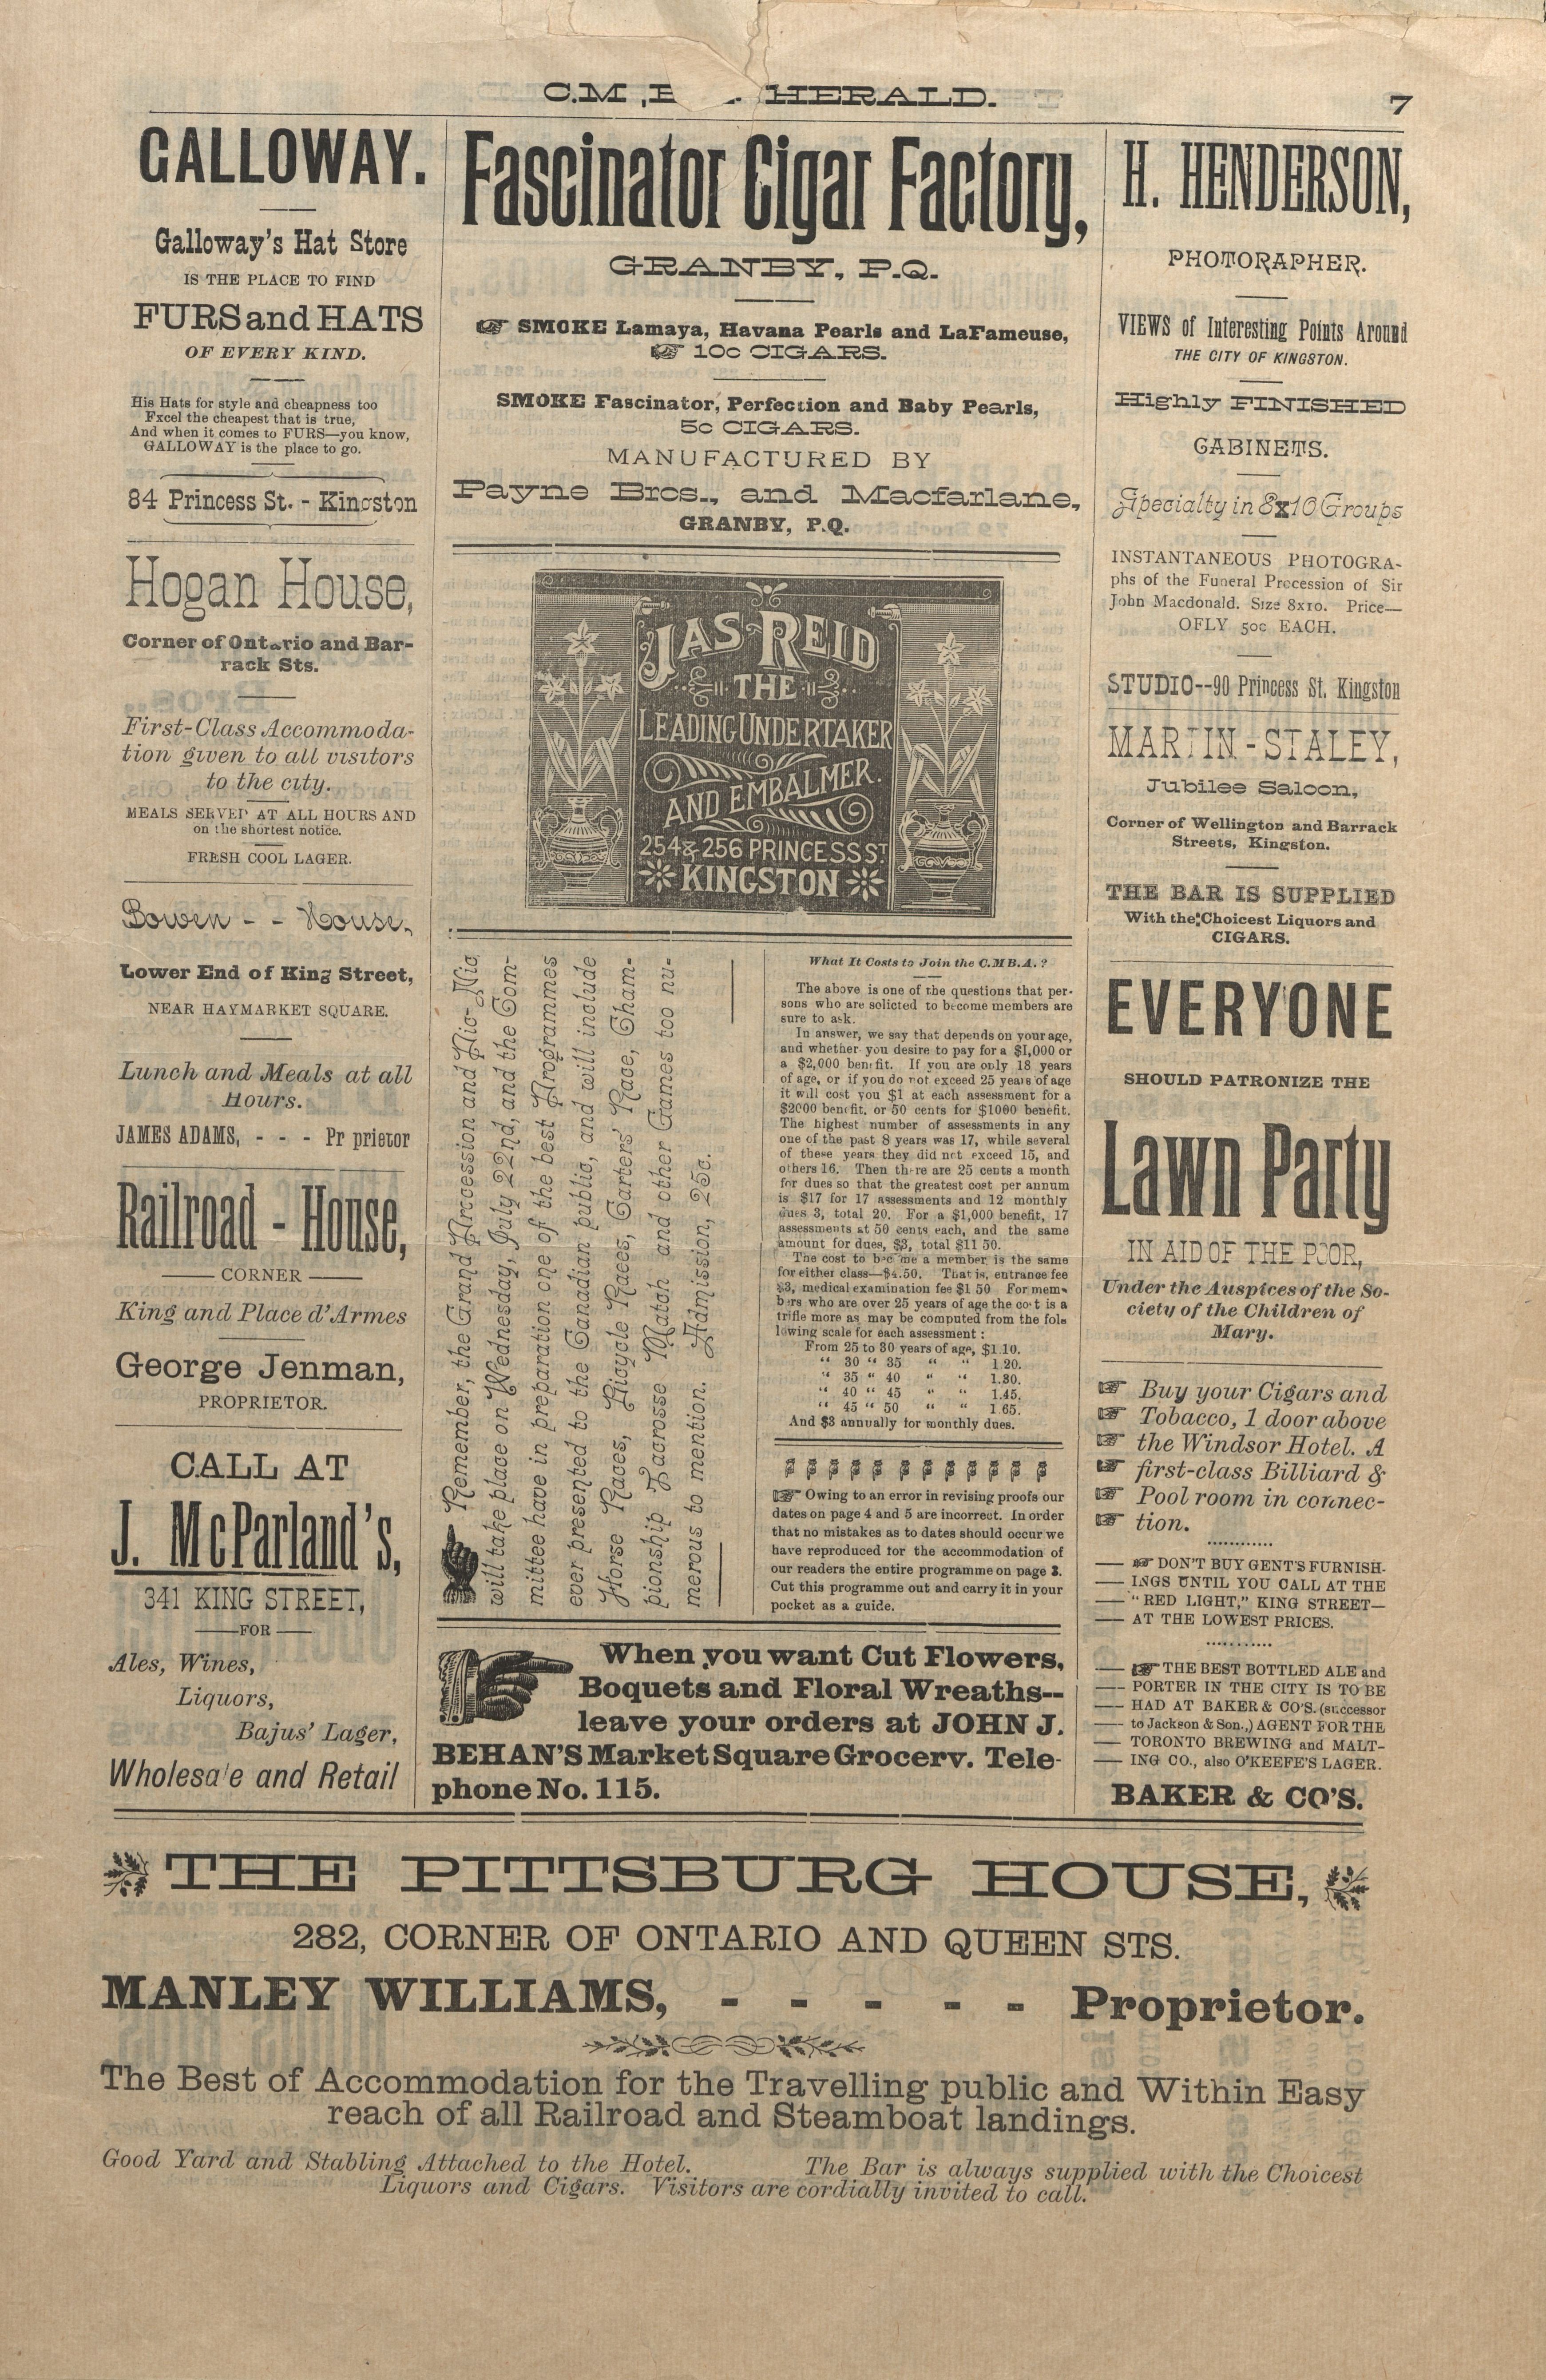 HERALD.
7
GALLOWAY.
Galloway's Hat Store
IS THE PLACE TO FIND
FURS and HATS
OF EVERY KIND.
His Hats for style and cheapness too
Fxcel the cheapest that is true,
And when it comes to FURS—you know,
GALLOWAY is the place to go.
84 Princess St. - Kingston
Hogan House,
Corner of Ontario and Bar-
rack Sts.
First-Class Accommoda-
tion given to all visitors
to the city.
MEALS SERVED AT ALL HOURS AND
on the shortest notice.
FRESH COOL LAGER.
Bowen - - House,
Lower End of King Street,
NEAR HAYMARKET SQUARE.
Lunch and Meals at all
Hours.
JAMES ADAMS, - - - Pr prietor
Railroad - House,
CORNER
King and Place d'Armes
George Jenman,
PROPRIETOR.
CALL AT
J. McParland's,
341 KING STREET,
FOR
Ales, Wines,
Liquors,
Bajus' Lager,
Wholesale and Retail
Fascinator Cigar Factory,
GRANBY, P.Q.
☞ SMOKE Lamaya, Havana Pearls and LaFameuse,
☞ 10c CIGARS.
SMOKE Fascinator, Perfection and Baby Pearls,
5c CIGARS.
MANUFACTURED BY
Payne Bros., and Macfarlane,
GRANBY, P.Q.
JAS REID
THE
LEADING UNDERTAKER
AND EMBALMER.
254 & 256 PRINCESS ST
KINGSTON
Remember, the Grand Procession and Pic-Nic
will take place on Wednesday, July 22nd, and the Com-
mittee have in preparation one of the best Programmes
ever presented to the Canadian public, and will include
Horse Races, Bicycle Races, Carters' Race, Cham-
pionship Lacrosse Match and other Games too nu-
merous to mention. Admission, 25c.
What It Costs to Join the C.M B.A. ?
The above is one of the questions that per-
sons who are solicted to become members are
sure to ask.
In answer, we say that depends on your age,
and whether you desire to pay for a $1,000 or
a $2,000 benefit. If you are only 18 years
of age, or if you do not exceed 25 years of age
it will cost you $1 at each assessment for a
$2000 benefit, or 50 cents for $1000 benefit.
The highest number of assessments in any
one of the past 8 years was 17, while several
of these years they did not exceed 15, and
others 16. Then there are 25 cents a month
for dues so that the greatest cost per annum
is $17 for 17 assessments and 12 monthly
dues 3, total 20. For a $1,000 benefit, 17
assessments at 50 cents each, and the same
amount for dues, $3, total $11 50.
The cost to bec me a member is the same
for either class—$4.50. That is, entrance fee
$3, medical examination fee $1 50 For mem-
bers who are over 25 years of age the cost is a
trifle more as may be computed from the fol-
lowing scale for each assessment :
From 25 to 30 years of age, $1.10.
" 30 " 35 " " 1 20.
" 35 " 40 " " 1.30.
" 40 " 45 " " 1.45.
" 45 " 50 " " 1 65.
And $3 annually for monthly dues.
☞ Owing to an error in revising proofs our
dates on page 4 and 5 are incorrect. In order
that no mistakes as to dates should occur we
have reproduced for the accommodation of
our readers the entire programme on page 3.
Cut this programme out and carry it in your
pocket as a guide.
When you want Cut Flowers,
Boquets and Floral Wreaths--
leave your orders at JOHN J.
BEHAN'S Market Square Grocery. Tele-
phone No. 115.
H. HENDERSON,
PHOTORAPHER.
VIEWS of Interesting Points Around
THE CITY OF KINGSTON.
Highly FINISHED
GABINETS.
Specialty in 8x10 Groups
INSTANTANEOUS PHOTOGRA-
phs of the Funeral Precession of Sir
John Macdonald. Size 8x10. Price—
OFLY 50c EACH.
STUDIO--90 Princess St. Kingston
MARTIN - STALEY,
Jubilee Saloon,
Corner of Wellington and Barrack
Streets, Kingston.
THE BAR IS SUPPLIED
With the Choicest Liquors and
CIGARS.
EVERYONE
SHOULD PATRONIZE THE
Lawn Party
IN AID OF THE POOR,
Under the Auspices of the So-
ciety of the Children of
Mary.
☞ Buy your Cigars and
☞ Tobacco, 1 door above
☞ the Windsor Hotel. A
☞ first-class Billiard &
☞ Pool room in connec-
☞ tion.
— ☞ DON'T BUY GENT'S FURNISH-
— INGS UNTIL YOU CALL AT THE
— "RED LIGHT," KING STREET—
— AT THE LOWEST PRICES.
— ☞ THE BEST BOTTLED ALE and
— PORTER IN THE CITY IS TO BE
— HAD AT BAKER & CO'S. (successor
— to Jackson & Son.,) AGENT FOR THE
— TORONTO BREWING and MALT-
— ING CO., also O'KEEFE'S LAGER.
BAKER & CO'S.
THE PITTSBURG HOUSE,
282, CORNER OF ONTARIO AND QUEEN STS.
MANLEY WILLIAMS, - - - - - Proprietor.
The Best of Accommodation for the Travelling public and Within Easy
reach of all Railroad and Steamboat landings.
Good Yard and Stabling Attached to the Hotel. The Bar is always supplied with the Choicest
Liquors and Cigars. Visitors are cordially invited to call.